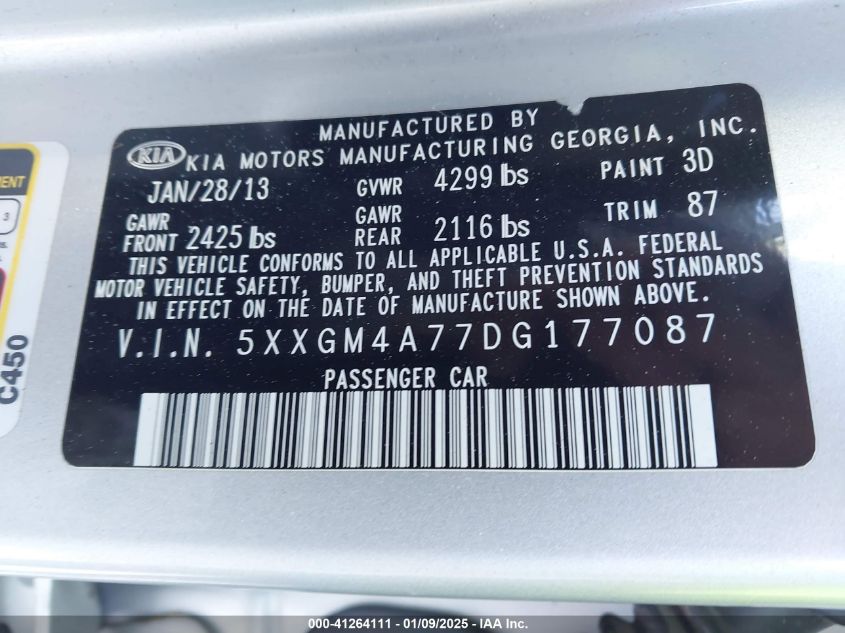 MANUFACTURED BY
KIA KIA MOTORS MANUFACTURING GEORGIA, INC.
JAN/28/13 GVWR 4299 lbs PAINT 3D
GAWR FRONT 2425 lbs GAWR REAR 2116 lbs TRIM 87
THIS VEHICLE CONFORMS TO ALL APPLICABLE U.S.A. FEDERAL
MOTOR VEHICLE SAFETY, BUMPER, AND THEFT PREVENTION STANDARDS
IN EFFECT ON THE DATE OF MANUFACTURE SHOWN ABOVE.
V.I.N. 5XXGM4A77DG177087
PASSENGER CAR
3
C450
000-41264111 - 01/09/2025 - IAA Inc.